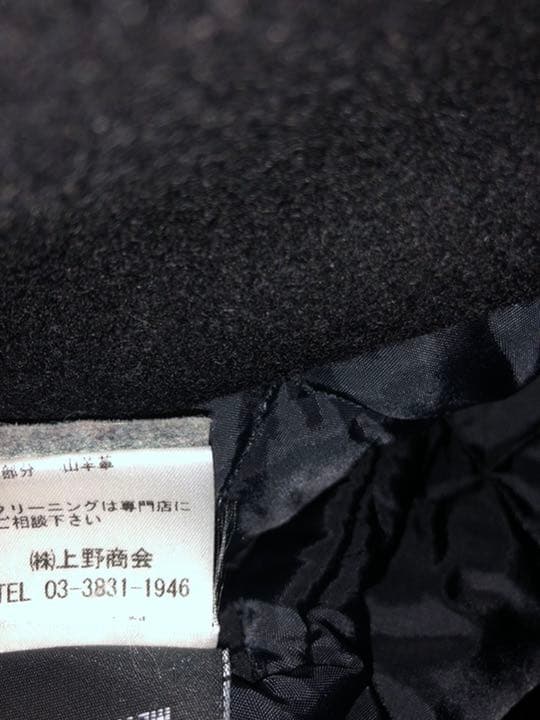 部分 山羊革
クリーニングは専門店に
ご相談下さい
㈱上野商会
TEL 03-3831-1946